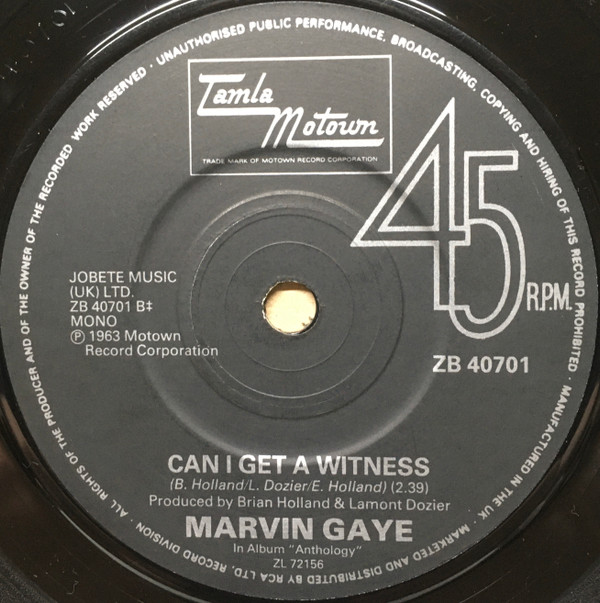 Tamla
Motown
TRADE MARK OF MOTOWN RECORD CORPORATION
45
R.P.M.
JOBETE MUSIC
(UK) LTD.
ZB 40701 B‡
MONO
℗ 1963 Motown
Record Corporation
ZB 40701
CAN I GET A WITNESS
(B. Holland/L. Dozier/E. Holland) (2.39)
Produced by Brian Holland & Lamont Dozier
MARVIN GAYE
In Album "Anthology"
ZL 72156
ALL RIGHTS OF THE PRODUCER AND OF THE OWNER OF THE RECORDED WORK RESERVED · UNAUTHORISED PUBLIC PERFORMANCE, BROADCASTING, COPYING AND HIRING OF THIS RECORD PROHIBITED · MANUFACTURED IN THE UK · MARKETED AND DISTRIBUTED BY RCA LTD. RECORD DIVISION ·